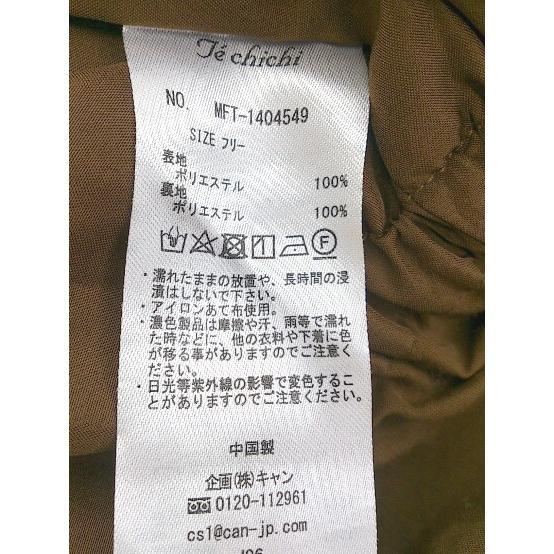 Té chichi
NO. MFT-1404549
SIZE フリー
表地
ポリエステル 100%
裏地
ポリエステル 100%
F
・濡れたままの放置や、長時間の浸
漬はしないで下さい。
・アイロンあて布使用。
・濃色製品は摩擦や汗、雨等で濡れ
た時などに、他の衣料や下着に色
が移る事がありますのでご注意く
ださい。
・日光等紫外線の影響で変色するこ
とがありますのでご注意ください。
中国製
企画(株)キャン
0120-112961
cs1@can-jp.com